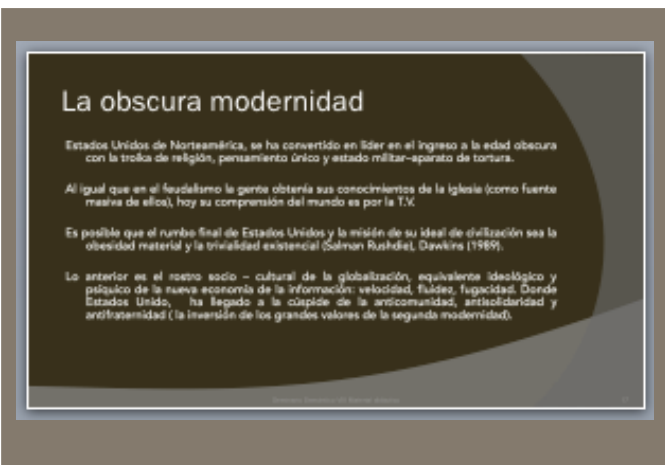 La obscura modernidad
Estados Unidos de Norteamérica, se ha convertido en líder en el ingreso a la edad obscura
con la troika de religión, pensamiento único y estado militar-aparato de tortura.
Al igual que en el feudalismo la gente obtenía sus conocimientos de la iglesia (como fuente
masiva de ellos), hoy su comprensión del mundo es por la T.V.
Es posible que el rumbo final de Estados Unidos y la misión de su ideal de civilización sea la
obesidad material y la trivialidad existencial (Salman Rushdie), Dawkins (1989).
Lo anterior es el rostro socio – cultural de la globalización, equivalente ideológico y
psíquico de la nueva economía de la información: velocidad, fluidez, fugacidad. Donde
Estados Unido, ha llegado a la cúspide de la anticomunidad, antisolidaridad y
antifraternidad ( la inversión de los grandes valores de la segunda modernidad).